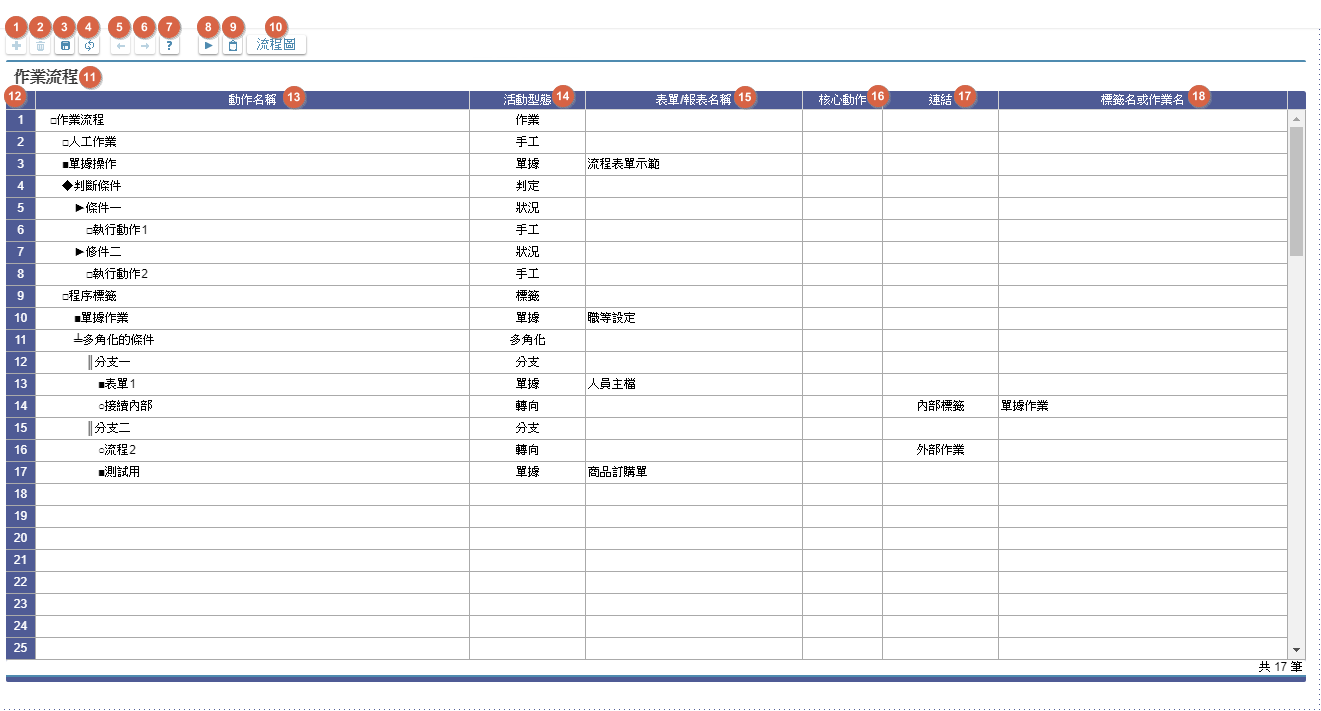 1 2 3 4 5 6 7 8 9 10
流程圖
作業流程 11
12 動作名稱 13 活動型態 14 表單/報表名稱 15 核心動作 16 連結 17 標籤名或作業名 18
1 □作業流程 作業
2 □人工作業 手工
3 ■單據操作 單據 流程表單示範
4 ◆判斷條件 判定
5 ►條件一 狀況
6 □執行動作1 手工
7 ►修件二 狀況
8 □執行動作2 手工
9 □程序標籤 標籤
10 ■單據作業 單據 職等設定
11 ╧多角化的條件 多角化
12 ║分支一 分支
13 ■表單1 單據 人員主檔
14 ○接續內部 轉向 內部標籤 單據作業
15 ║分支二 分支
16 ○流程2 轉向 外部作業
17 ■測試用 單據 商品訂購單
18
19
20
21
22
23
24
25
共 17 筆